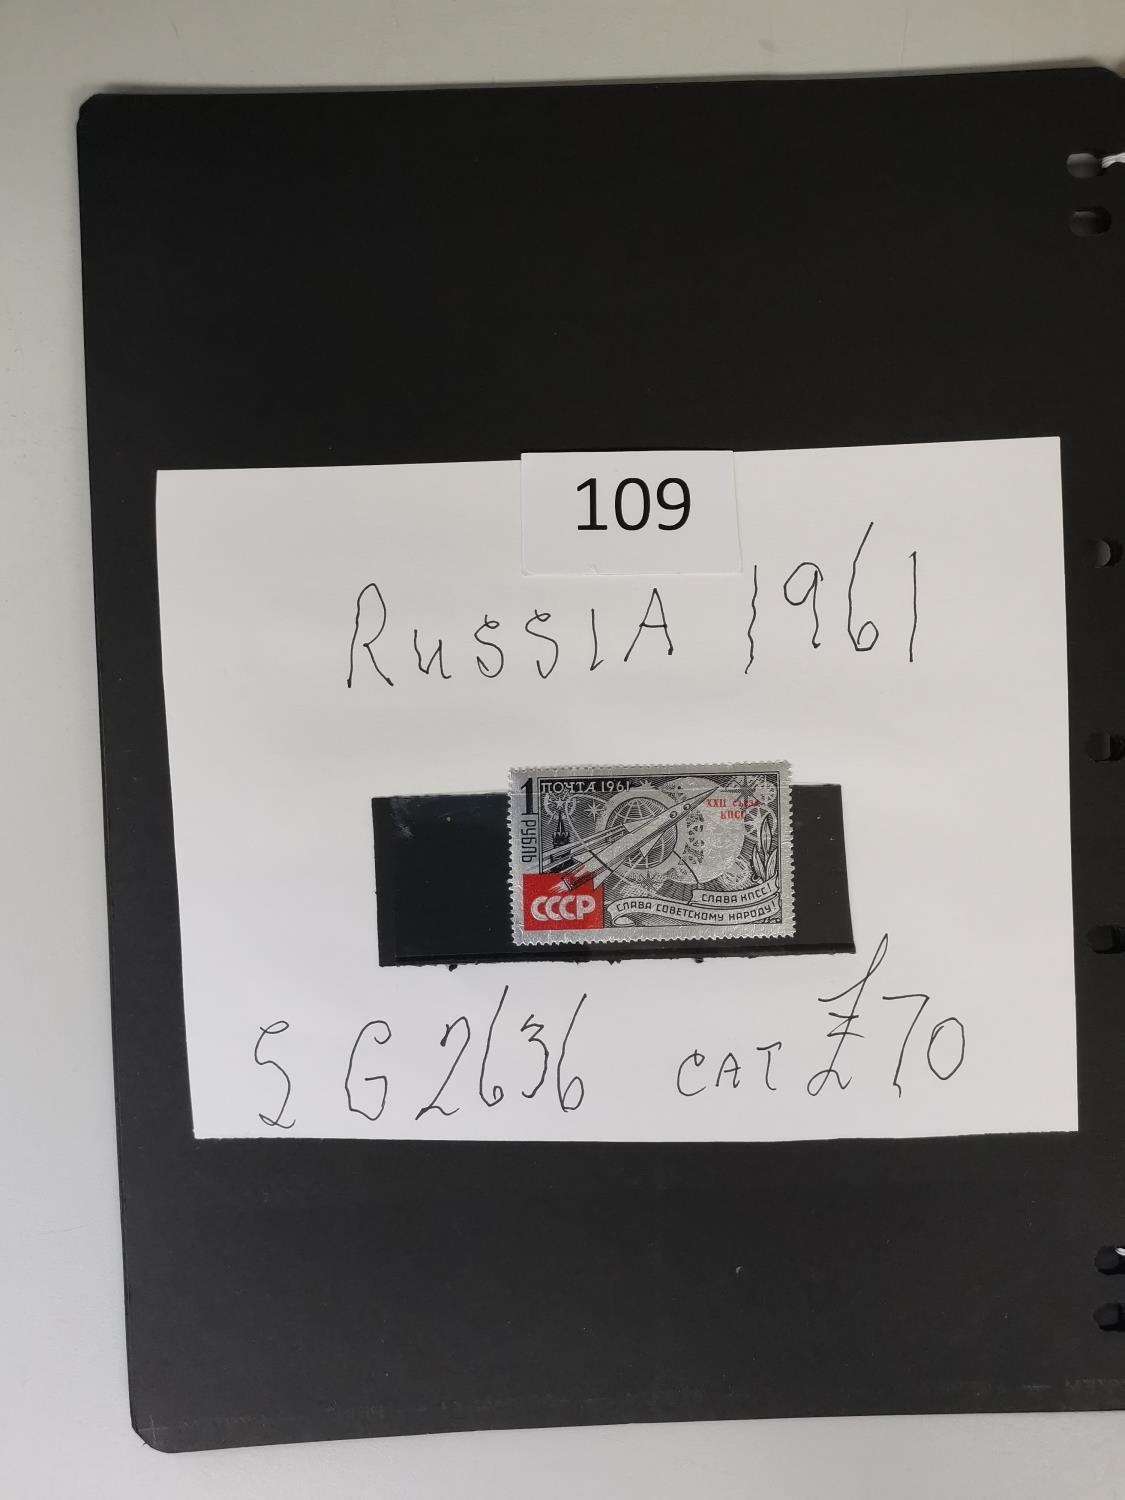 109
RUSSIA 1961
1 ПОЧТА 1961
РУБЛЬ
XXII съезд
КПСС
СССР
СЛАВА КПСС!
СЛАВА СОВЕТСКОМУ НАРОДУ!
SG 2636 CAT £70